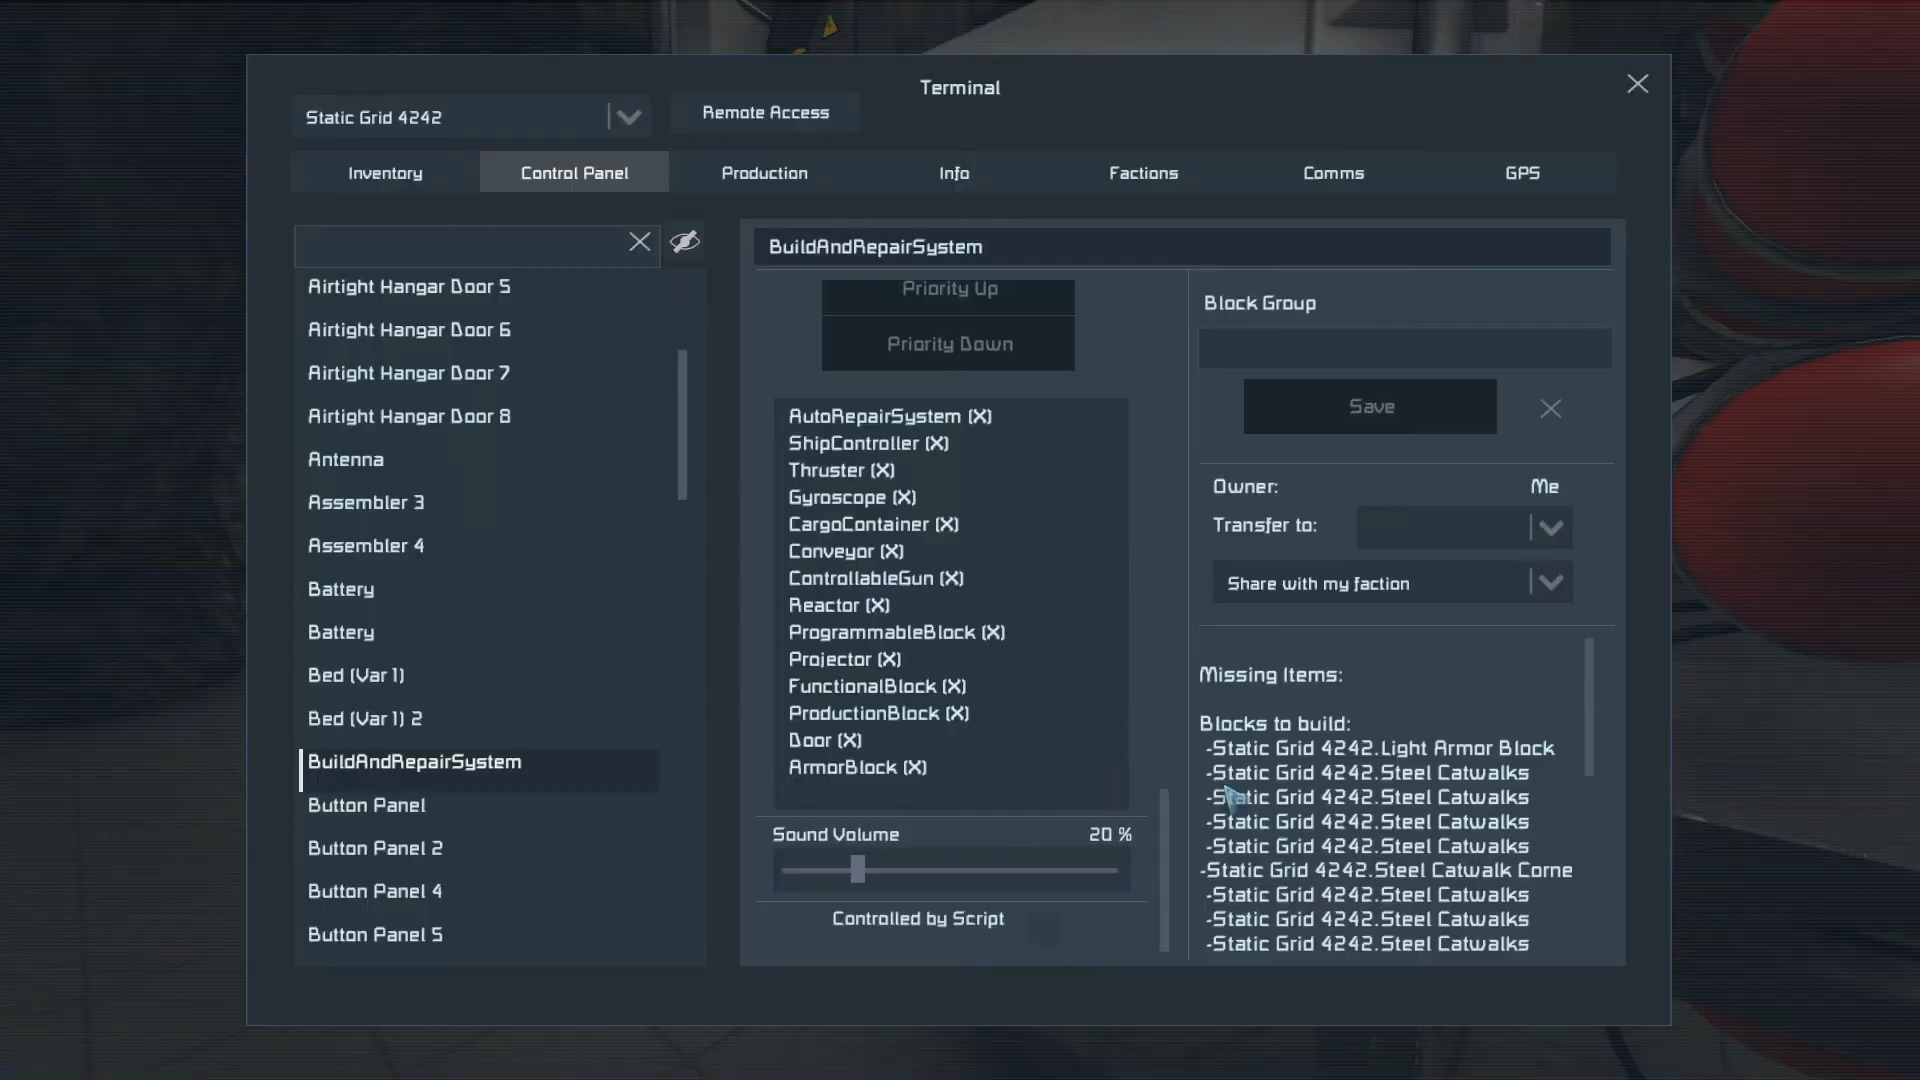 Terminal
Static Grid 4242
Remote Access
Inventory
Control Panel
Production
Info
Factions
Comms
GPS
Airtight Hangar Door 5
Airtight Hangar Door 6
Airtight Hangar Door 7
Airtight Hangar Door 8
Antenna
Assembler 3
Assembler 4
Battery
Battery
Bed (Var 1)
Bed (Var 1) 2
BuildAndRepairSystem
Button Panel
Button Panel 2
Button Panel 4
Button Panel 5
BuildAndRepairSystem
Priority Up
Priority Down
AutoRepairSystem (X)
ShipController (X)
Thruster (X)
Gyroscope (X)
CargoContainer (X)
Conveyor (X)
ControllableGun (X)
Reactor (X)
ProgrammableBlock (X)
Projector (X)
FunctionalBlock (X)
ProductionBlock (X)
Door (X)
ArmorBlock (X)
Sound Volume 20 %
Controlled by Script
Block Group
Save
Owner: Me
Transfer to:
Share with my faction
Missing Items:
Blocks to build:
-Static Grid 4242.Light Armor Block
-Static Grid 4242.Steel Catwalks
-Static Grid 4242.Steel Catwalks
-Static Grid 4242.Steel Catwalks
-Static Grid 4242.Steel Catwalks
-Static Grid 4242.Steel Catwalk Corne
-Static Grid 4242.Steel Catwalks
-Static Grid 4242.Steel Catwalks
-Static Grid 4242.Steel Catwalks